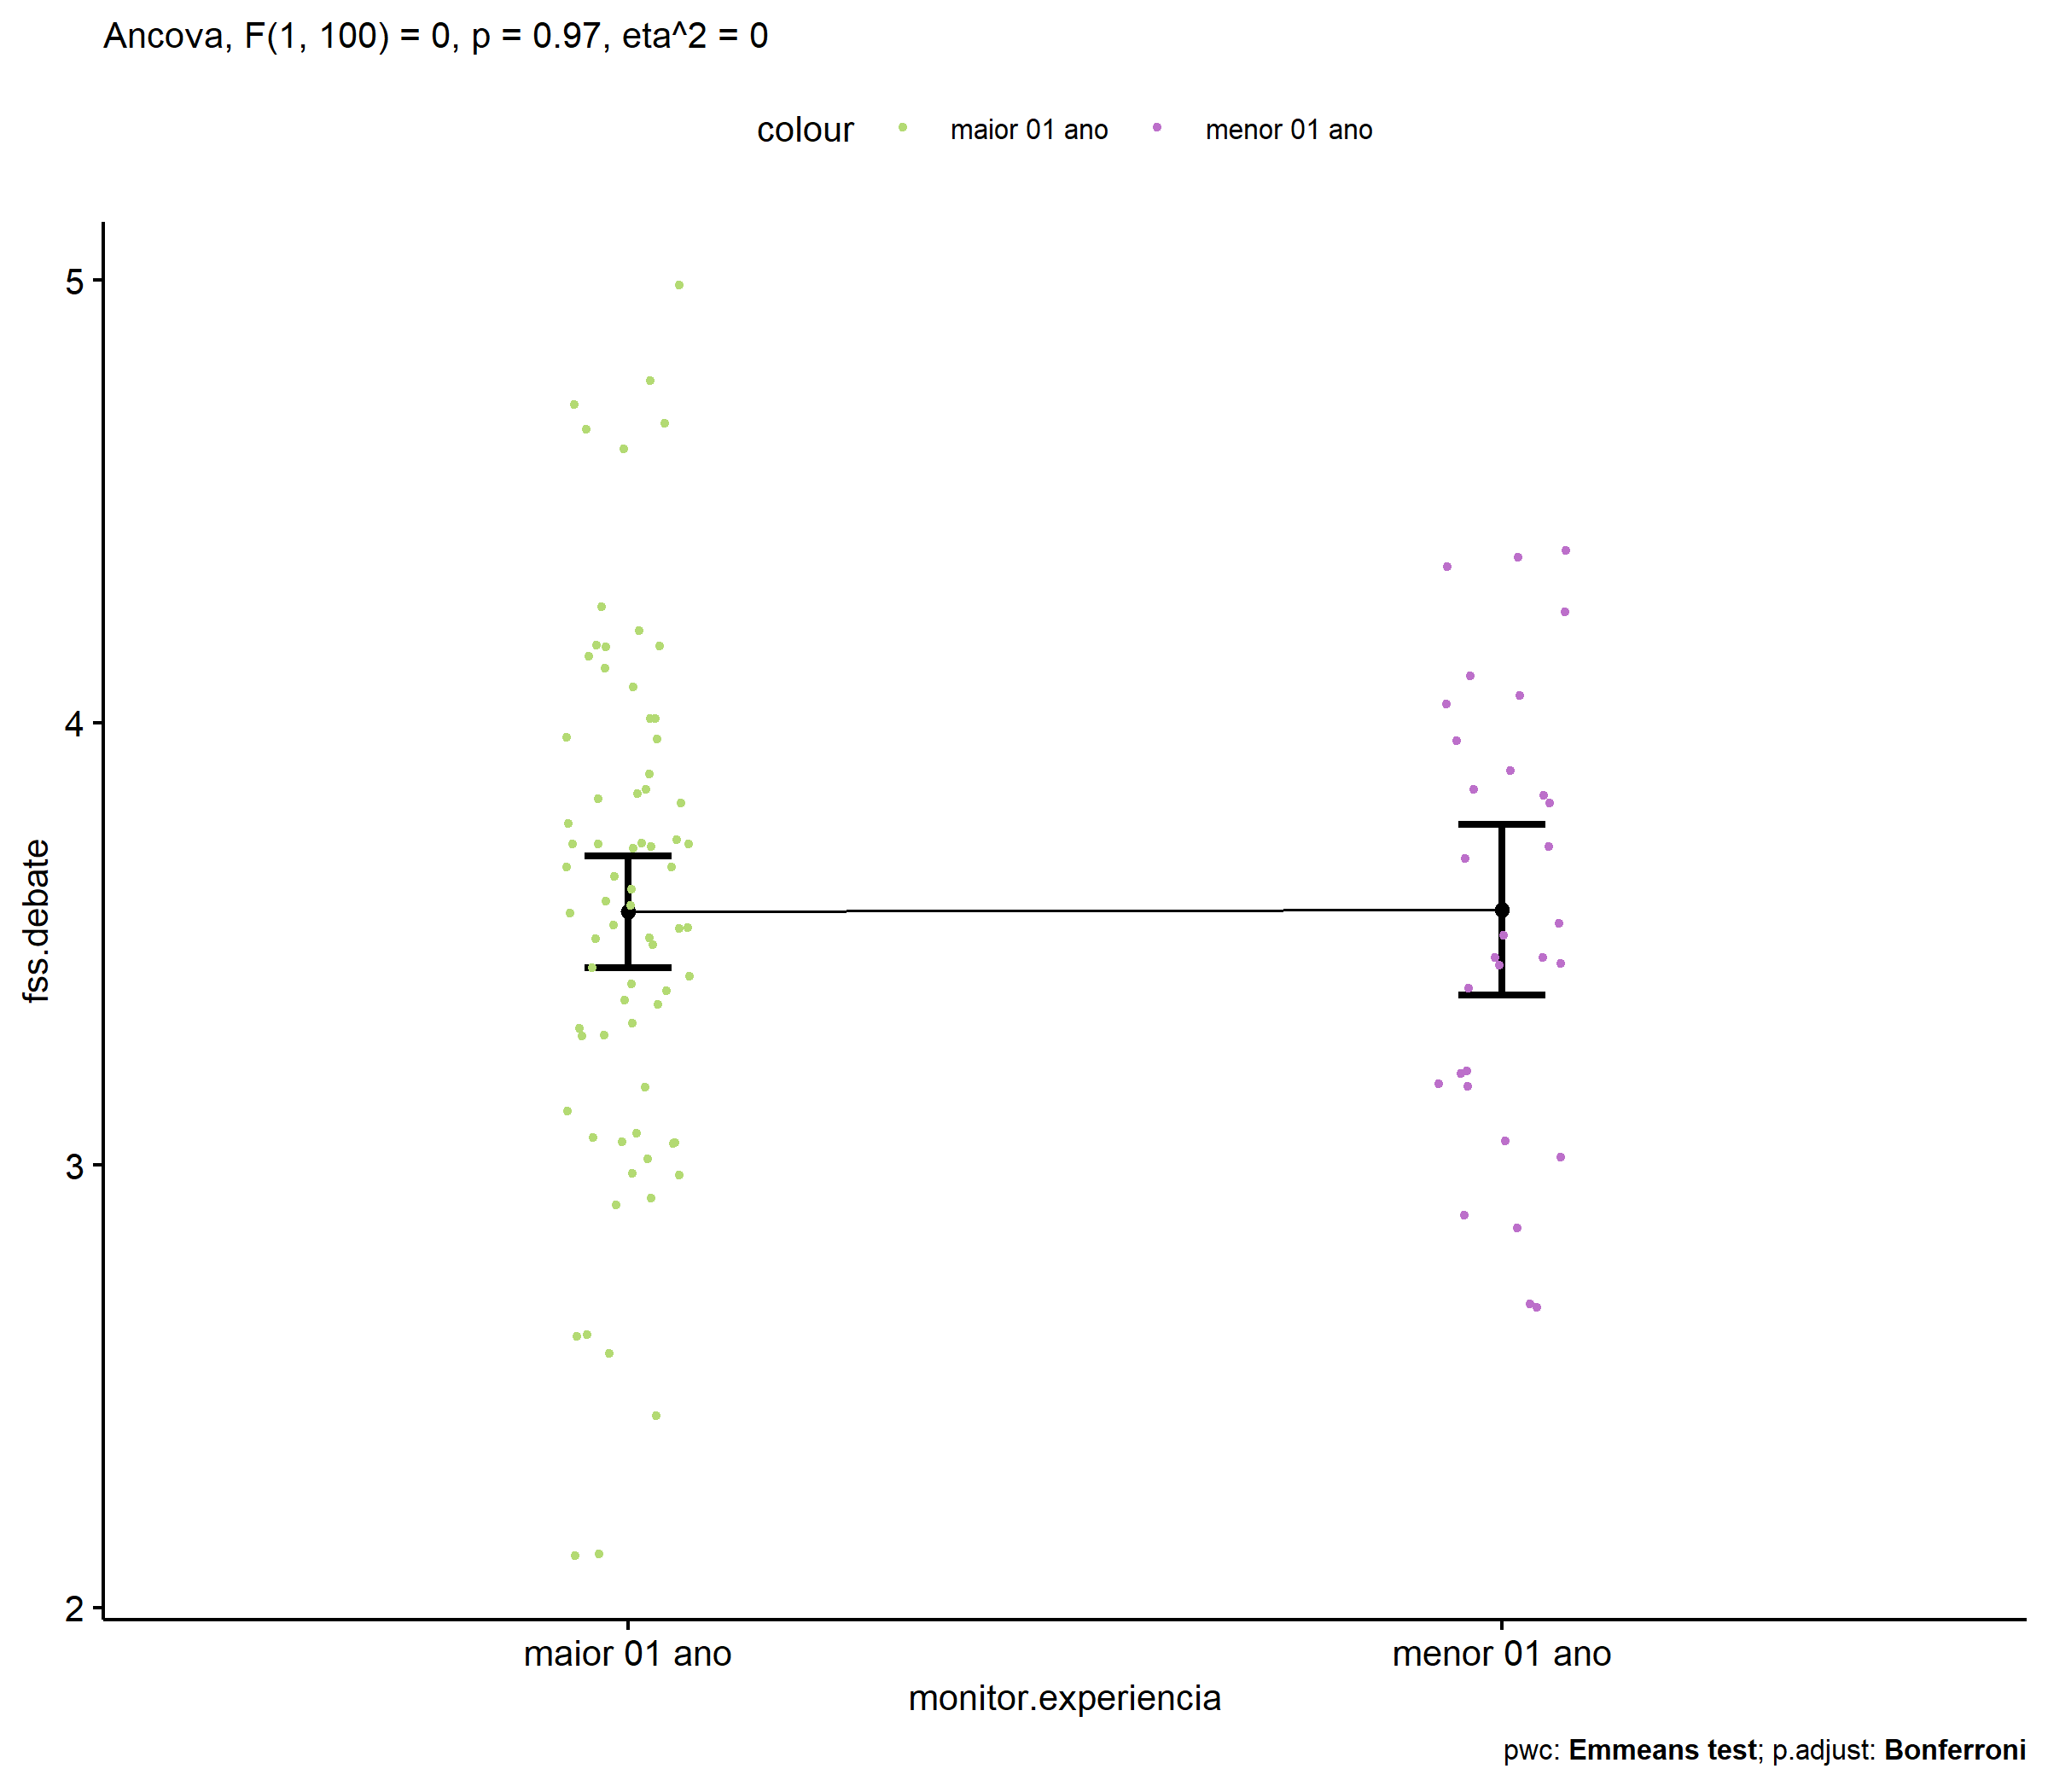 Ancova, F(1, 100) = 0, p = 0.97, eta^2 = 0
colour maior 01 ano menor 01 ano
5
4
3
2
fss.debate
maior 01 ano menor 01 ano
monitor.experiencia
pwc: Emmeans test; p.adjust: Bonferroni